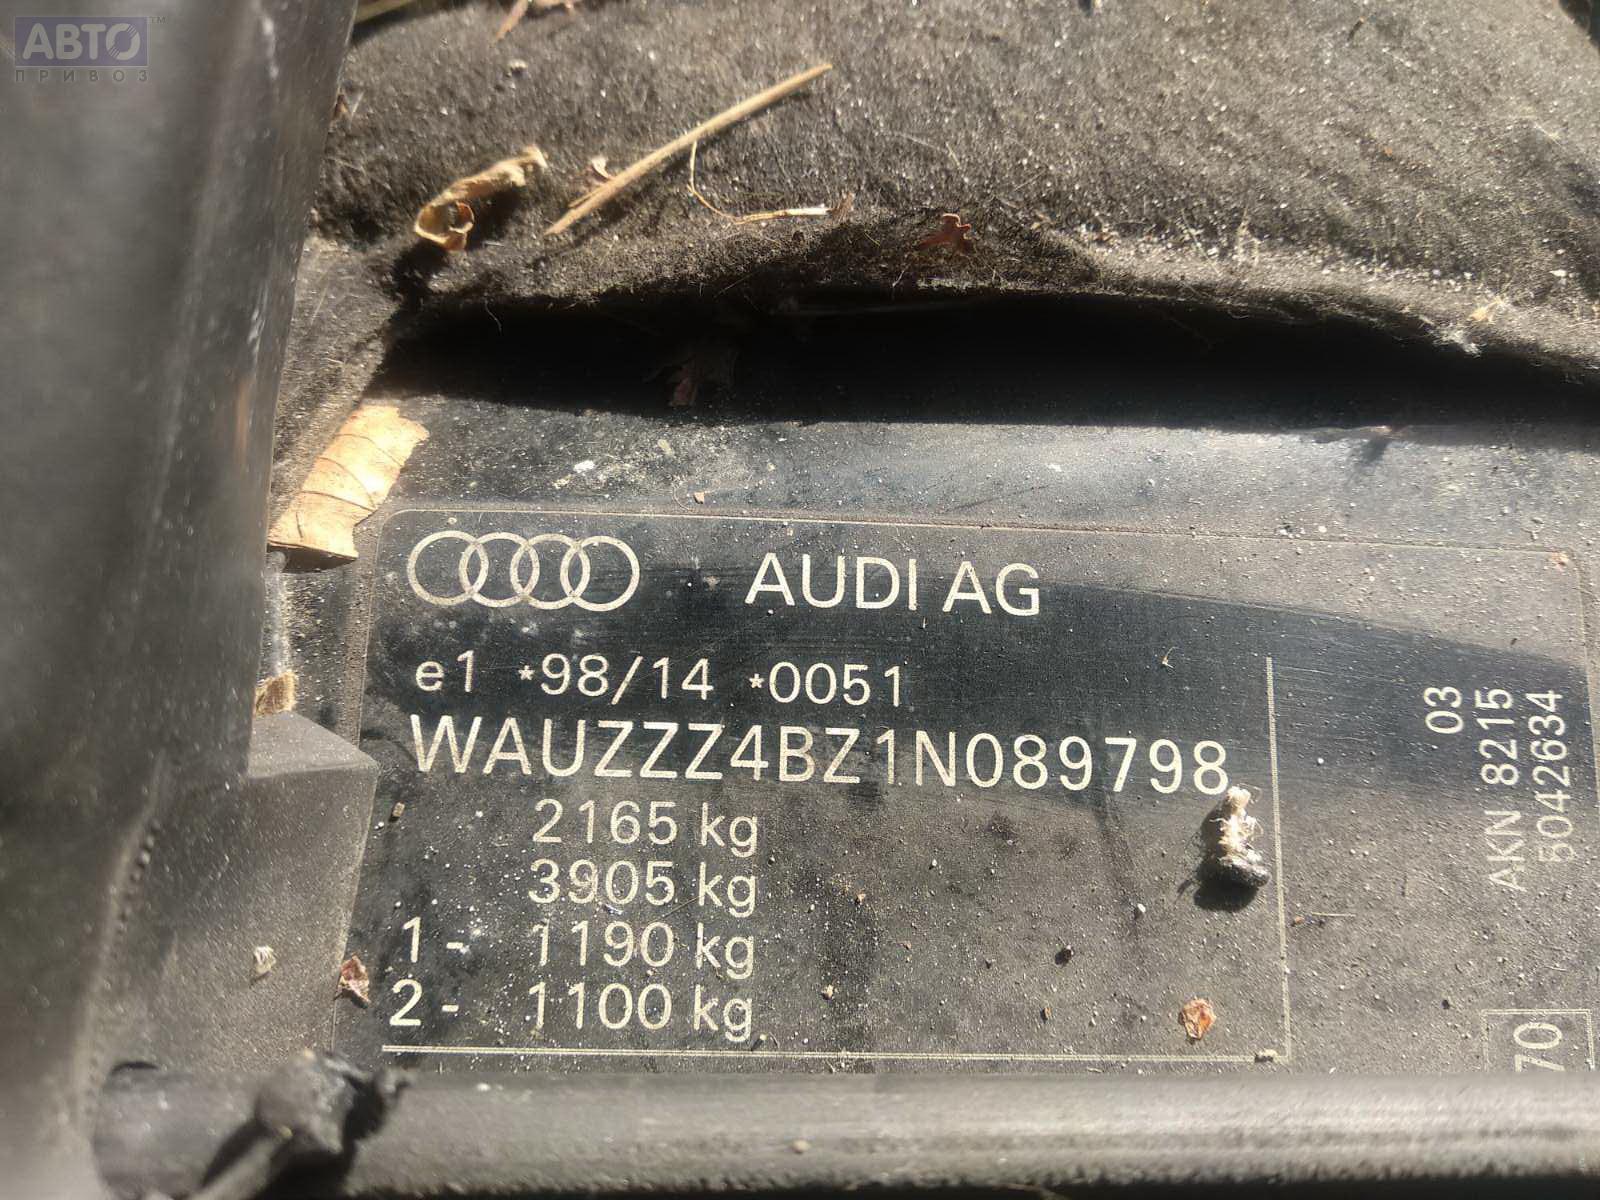 АВТО™
ПРИВОЗ
AUDI AG
e1 *98/14 *0051
WAUZZZ4BZ1N089798
2165 kg
3905 kg
1- 1190 kg
2- 1100 kg
03
AKN 8215
5042634
70